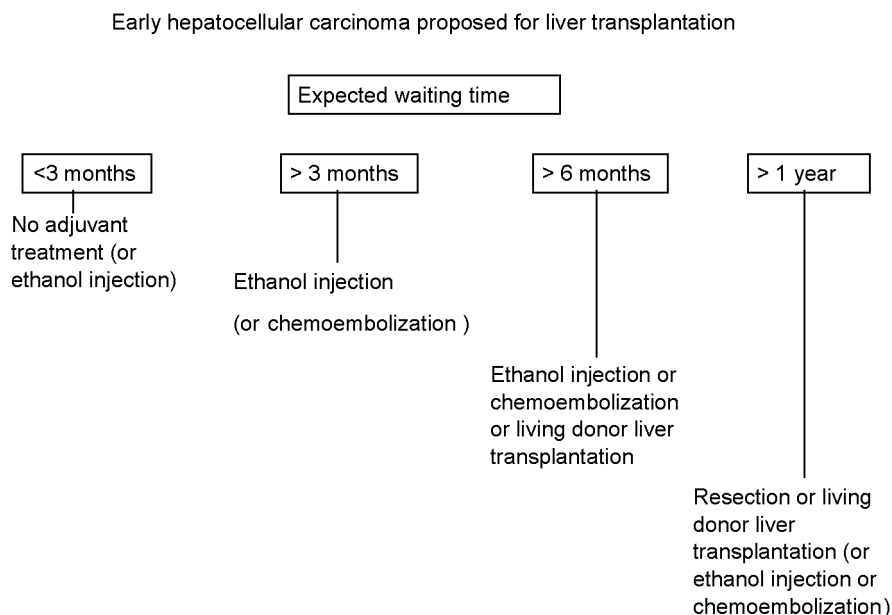 Early hepatocellular carcinoma proposed for liver transplantation
Expected waiting time
<3 months
> 3 months
> 6 months
> 1 year
No adjuvant
treatment (or
ethanol injection)
Ethanol injection
(or chemoembolization )
Ethanol injection or
chemoembolization
or living donor liver
transplantation
Resection or living
donor liver
transplantation (or
ethanol injection or
chemoembolization)